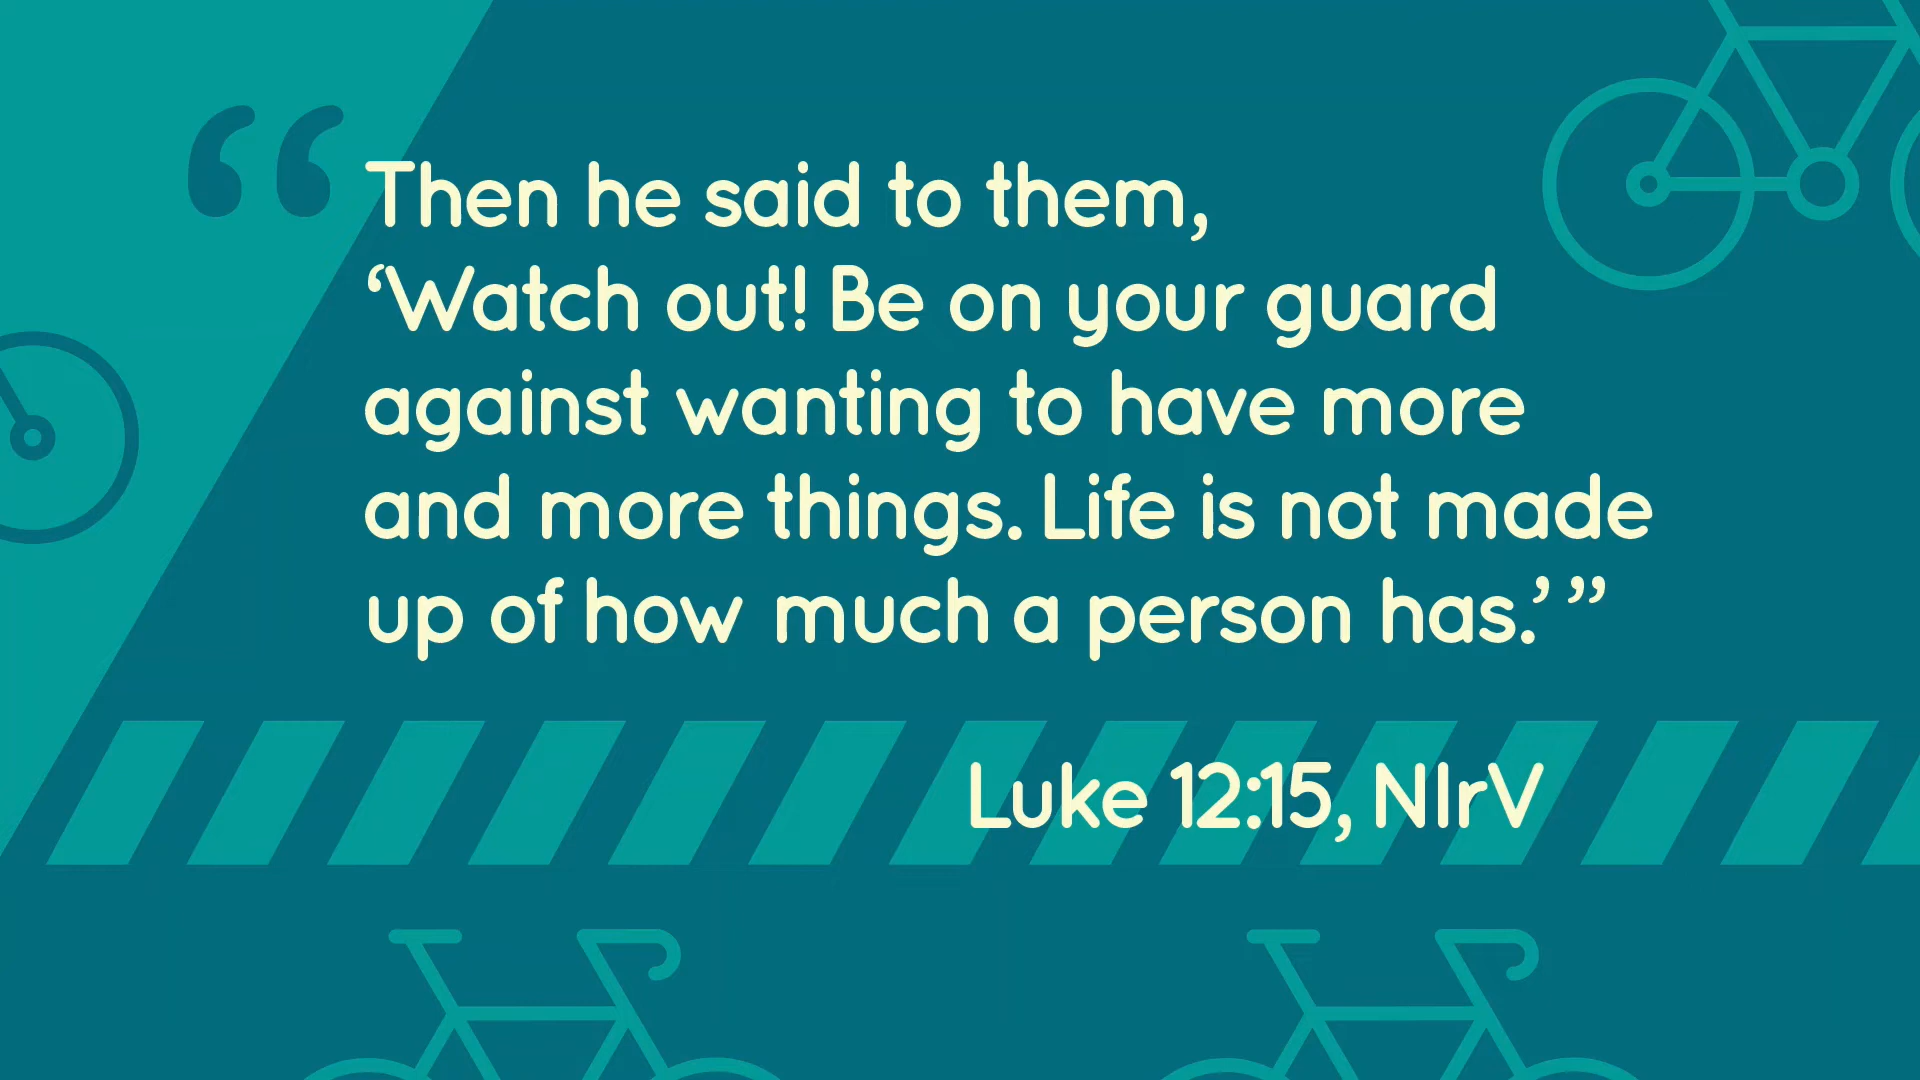 “Then he said to them,
‘Watch out! Be on your guard
against wanting to have more
and more things. Life is not made
up of how much a person has.’ ”
Luke 12:15, NIrV